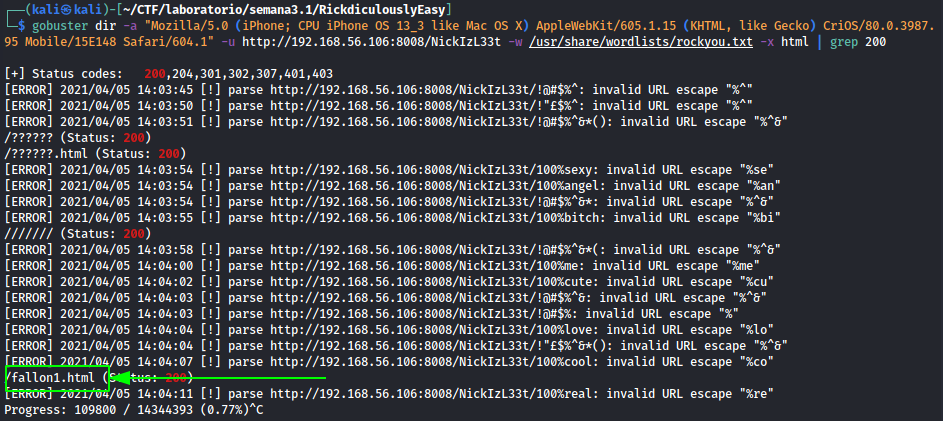 ┌──(kali㉿kali)-[~/CTF/laboratorio/semana3.1/RickdiculouslyEasy]
└─$ gobuster dir -a "Mozilla/5.0 (iPhone; CPU iPhone OS 13_3 like Mac OS X) AppleWebKit/605.1.15 (KHTML, like Gecko) CriOS/80.0.3987.
95 Mobile/15E148 Safari/604.1" -u http://192.168.56.106:8008/NickIzL33t -w /usr/share/wordlists/rockyou.txt -x html | grep 200
[+] Status codes:   200,204,301,302,307,401,403
[ERROR] 2021/04/05 14:03:45 [!] parse http://192.168.56.106:8008/NickIzL33t/!@#$%^: invalid URL escape "%^"
[ERROR] 2021/04/05 14:03:50 [!] parse http://192.168.56.106:8008/NickIzL33t/!"£$%^: invalid URL escape "%^"
[ERROR] 2021/04/05 14:03:51 [!] parse http://192.168.56.106:8008/NickIzL33t/!@#$%^&*(): invalid URL escape "%^&"
/?????? (Status: 200)
/??????.html (Status: 200)
[ERROR] 2021/04/05 14:03:54 [!] parse http://192.168.56.106:8008/NickIzL33t/100%sexy: invalid URL escape "%se"
[ERROR] 2021/04/05 14:03:54 [!] parse http://192.168.56.106:8008/NickIzL33t/100%angel: invalid URL escape "%an"
[ERROR] 2021/04/05 14:03:54 [!] parse http://192.168.56.106:8008/NickIzL33t/!@#$%^&*: invalid URL escape "%^&"
[ERROR] 2021/04/05 14:03:55 [!] parse http://192.168.56.106:8008/NickIzL33t/100%bitch: invalid URL escape "%bi"
/////// (Status: 200)
[ERROR] 2021/04/05 14:03:58 [!] parse http://192.168.56.106:8008/NickIzL33t/!@#$%^&*(: invalid URL escape "%^&"
[ERROR] 2021/04/05 14:04:00 [!] parse http://192.168.56.106:8008/NickIzL33t/100%me: invalid URL escape "%me"
[ERROR] 2021/04/05 14:04:02 [!] parse http://192.168.56.106:8008/NickIzL33t/100%cute: invalid URL escape "%cu"
[ERROR] 2021/04/05 14:04:03 [!] parse http://192.168.56.106:8008/NickIzL33t/!@#$%^&: invalid URL escape "%^&"
[ERROR] 2021/04/05 14:04:03 [!] parse http://192.168.56.106:8008/NickIzL33t/!@#$%: invalid URL escape "%"
[ERROR] 2021/04/05 14:04:04 [!] parse http://192.168.56.106:8008/NickIzL33t/100%love: invalid URL escape "%lo"
[ERROR] 2021/04/05 14:04:04 [!] parse http://192.168.56.106:8008/NickIzL33t/!"£$%^&*(): invalid URL escape "%^&"
[ERROR] 2021/04/05 14:04:07 [!] parse http://192.168.56.106:8008/NickIzL33t/100%cool: invalid URL escape "%co"
/fallon1.html (Status: 200)
[ERROR] 2021/04/05 14:04:11 [!] parse http://192.168.56.106:8008/NickIzL33t/100%real: invalid URL escape "%re"
Progress: 109800 / 14344393 (0.77%)^C